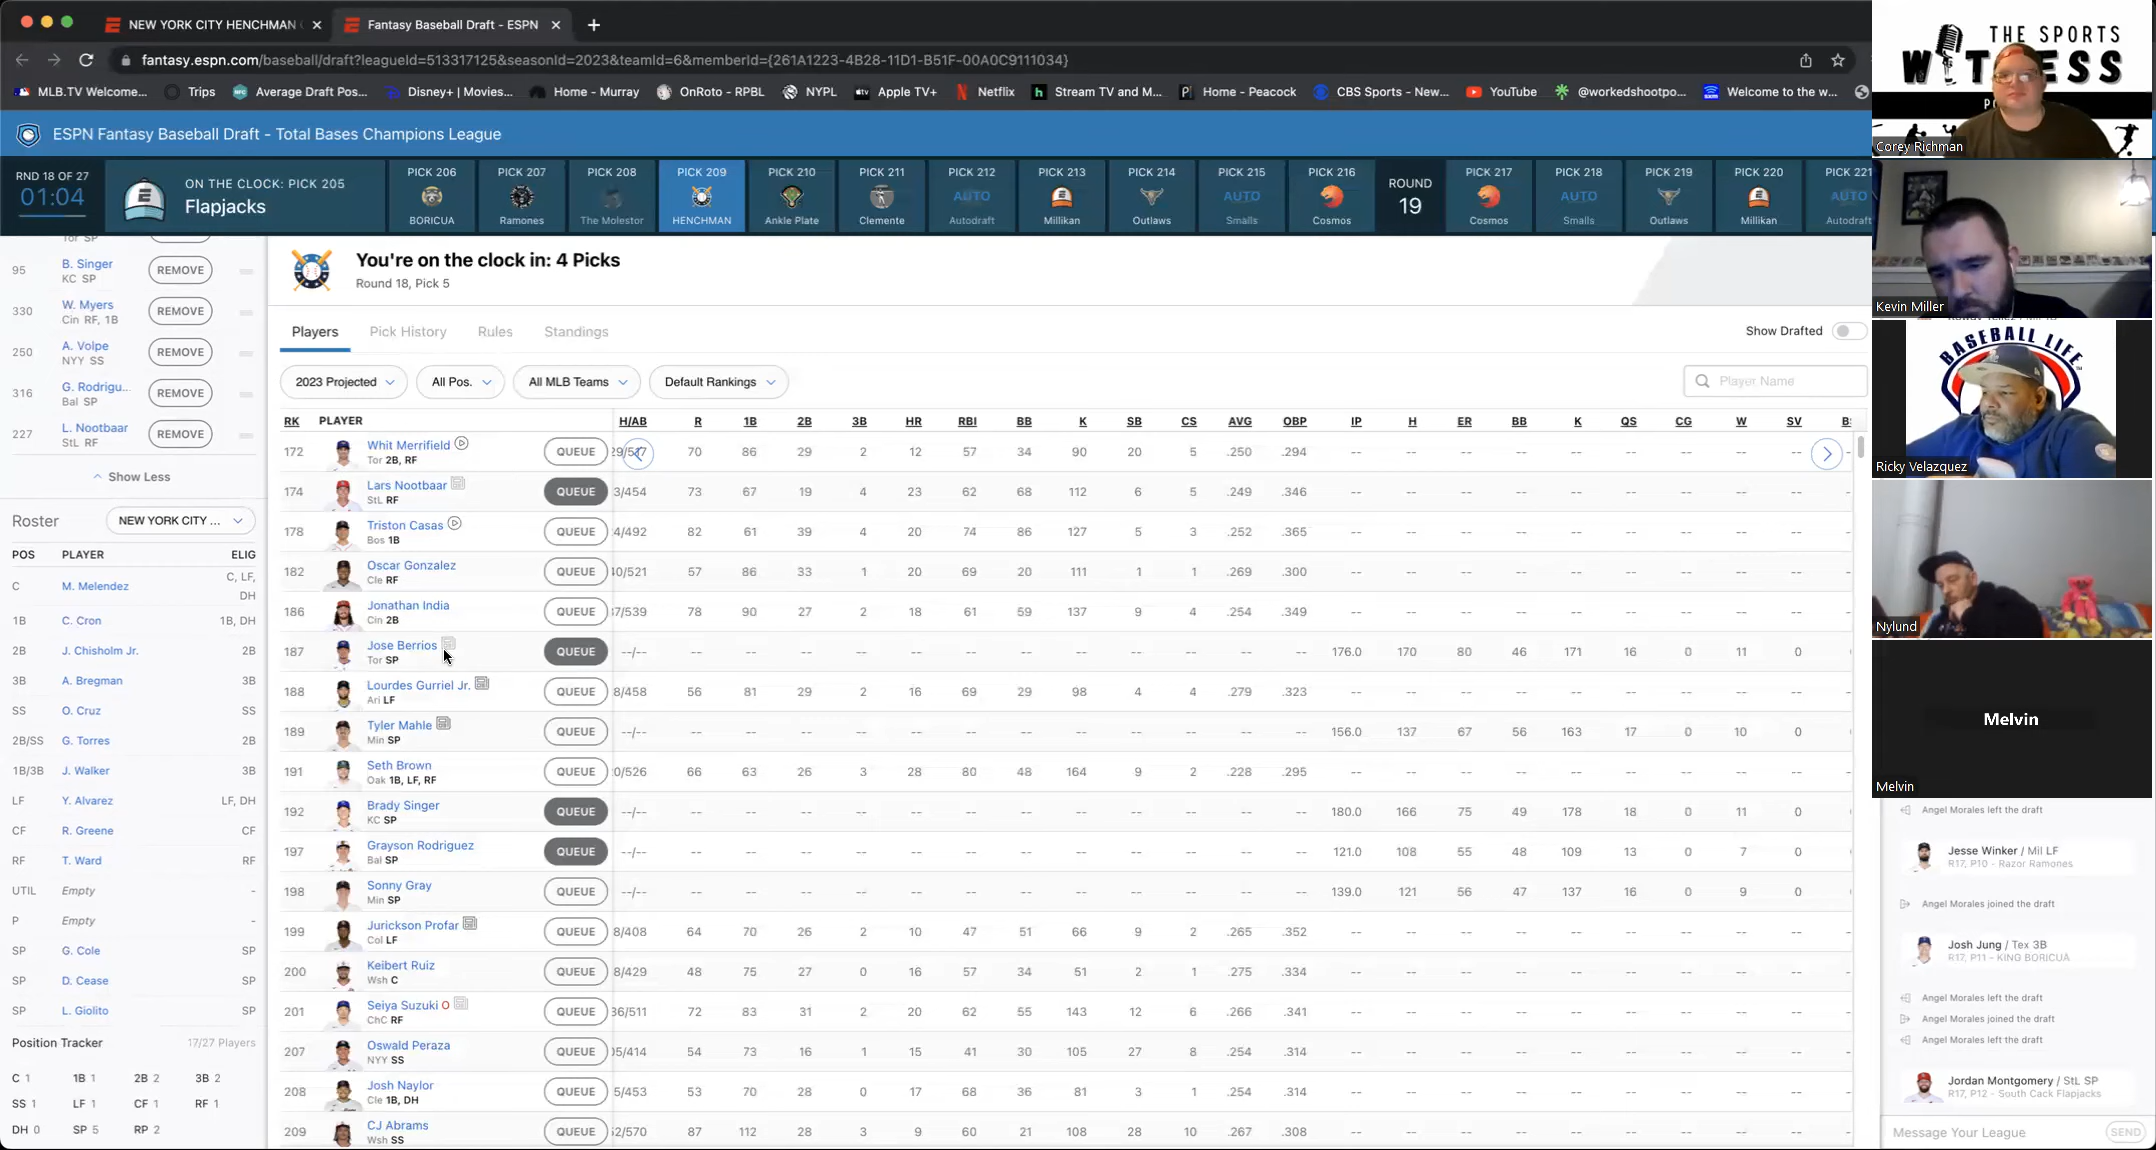 NEW YORK CITY HENCHMAN
Fantasy Baseball Draft - ESPN
fantasy.espn.com/baseball/draft?leagueId=513317125&seasonId=2023&teamId=6&memberId={261A1223-4B28-11D1-B51F-00A0C9111034}
MLB.TV Welcome... Trips Average Draft Pos... Disney+ | Movies... Home - Murray OnRoto - RPBL NYPL Apple TV+ Netflix Stream TV and M... Home - Peacock CBS Sports - New... YouTube @workedshootpo... Welcome to the w...
ESPN Fantasy Baseball Draft - Total Bases Champions League
RND 18 OF 27
01:04
ON THE CLOCK: PICK 205
Flapjacks
PICK 206 BORICUA
PICK 207 Ramones
PICK 208 The Molestor
PICK 209 HENCHMAN
PICK 210 Ankle Plate
PICK 211 Clemente
PICK 212 AUTO Autodraft
PICK 213 Millikan
PICK 214 Outlaws
PICK 215 AUTO Smalls
PICK 216 Cosmos
ROUND 19
PICK 217 Cosmos
PICK 218 AUTO Smalls
PICK 219 Outlaws
PICK 220 Millikan
PICK 221 AUTO Autodraft
Tor SP
95 B. Singer REMOVE
KC SP
330 W. Myers REMOVE
Cin RF, 1B
250 A. Volpe REMOVE
NYY SS
316 G. Rodrigu... REMOVE
Bal SP
227 L. Nootbaar REMOVE
StL RF
Show Less
Roster NEW YORK CITY ...
POS PLAYER ELIG
C M. Melendez C, LF, DH
1B C. Cron 1B, DH
2B J. Chisholm Jr. 2B
3B A. Bregman 3B
SS O. Cruz SS
2B/SS G. Torres 2B
1B/3B J. Walker 3B
LF Y. Alvarez LF, DH
CF R. Greene CF
RF T. Ward RF
UTIL Empty -
P Empty -
SP G. Cole SP
SP D. Cease SP
SP L. Giolito SP
Position Tracker 17/27 Players
C 1 1B 1 2B 2 3B 2
SS 1 LF 1 CF 1 RF 1
DH 0 SP 5 RP 2
You're on the clock in: 4 Picks
Round 18, Pick 5
Players Pick History Rules Standings
Show Drafted
2023 Projected All Pos. All MLB Teams Default Rankings
Player Name
RK PLAYER H/AB R 1B 2B 3B HR RBI BB K SB CS AVG OBP IP H ER BB K QS CG W SV B
172 Whit Merrifield Tor 2B, RF QUEUE 29/517 70 86 29 2 12 57 34 90 20 5 .250 .294 -- -- -- -- -- -- -- -- -- --
174 Lars Nootbaar StL RF QUEUE 3/454 73 67 19 4 23 62 68 112 6 5 .249 .346 -- -- -- -- -- -- -- -- -- --
178 Triston Casas Bos 1B QUEUE 4/492 82 61 39 4 20 74 86 127 5 3 .252 .365 -- -- -- -- -- -- -- -- -- --
182 Oscar Gonzalez Cle RF QUEUE 40/521 57 86 33 1 20 69 20 111 1 1 .269 .300 -- -- -- -- -- -- -- -- -- --
186 Jonathan India Cin 2B QUEUE 37/539 78 90 27 2 18 61 59 137 9 4 .254 .349 -- -- -- -- -- -- -- -- -- --
187 Jose Berrios Tor SP QUEUE --/-- -- -- -- -- -- -- -- -- -- -- -- -- 176.0 170 80 46 171 16 0 11 0
188 Lourdes Gurriel Jr. Ari LF QUEUE 8/458 56 81 29 2 16 69 29 98 4 4 .279 .323 -- -- -- -- -- -- -- -- -- --
189 Tyler Mahle Min SP QUEUE --/-- -- -- -- -- -- -- -- -- -- -- -- -- 156.0 137 67 56 163 17 0 10 0
191 Seth Brown Oak 1B, LF, RF QUEUE 0/526 66 63 26 3 28 80 48 164 9 2 .228 .295 -- -- -- -- -- -- -- -- -- --
192 Brady Singer KC SP QUEUE --/-- -- -- -- -- -- -- -- -- -- -- -- -- 180.0 166 75 49 178 18 0 11 0
197 Grayson Rodriguez Bal SP QUEUE --/-- -- -- -- -- -- -- -- -- -- -- -- -- 121.0 108 55 48 109 13 0 7 0
198 Sonny Gray Min SP QUEUE --/-- -- -- -- -- -- -- -- -- -- -- -- -- 139.0 121 56 47 137 16 0 9 0
199 Jurickson Profar Col LF QUEUE 8/408 64 70 26 2 10 47 51 66 9 2 .265 .352 -- -- -- -- -- -- -- -- -- --
200 Keibert Ruiz Wsh C QUEUE 8/429 48 75 27 0 16 57 34 51 2 1 .275 .334 -- -- -- -- -- -- -- -- -- --
201 Seiya Suzuki O ChC RF QUEUE 36/511 72 83 31 2 20 62 55 143 12 6 .266 .341 -- -- -- -- -- -- -- -- -- --
207 Oswald Peraza NYY SS QUEUE 05/414 54 73 16 1 15 41 30 105 27 8 .254 .314 -- -- -- -- -- -- -- -- -- --
208 Josh Naylor Cle 1B, DH QUEUE 5/453 53 70 28 0 17 68 36 81 3 1 .254 .314 -- -- -- -- -- -- -- -- -- --
209 CJ Abrams Wsh SS QUEUE 52/570 87 112 28 3 9 60 21 108 28 10 .267 .308 -- -- -- -- -- -- -- -- -- --
THE SPORTS
WITNESS
Corey Richman
Kevin Miller
BASEBALL LIFE
Ricky Velazquez
Nylund
Melvin
Melvin
Angel Morales left the draft
Jesse Winker / Mil LF
R17, P10 - Razor Ramones
Angel Morales joined the draft
Josh Jung / Tex 3B
R17, P11 - KING BORICUA
Angel Morales left the draft
Angel Morales joined the draft
Angel Morales left the draft
Jordan Montgomery / StL SP
R17, P12 - South Cack Flapjacks
Message Your League SEND